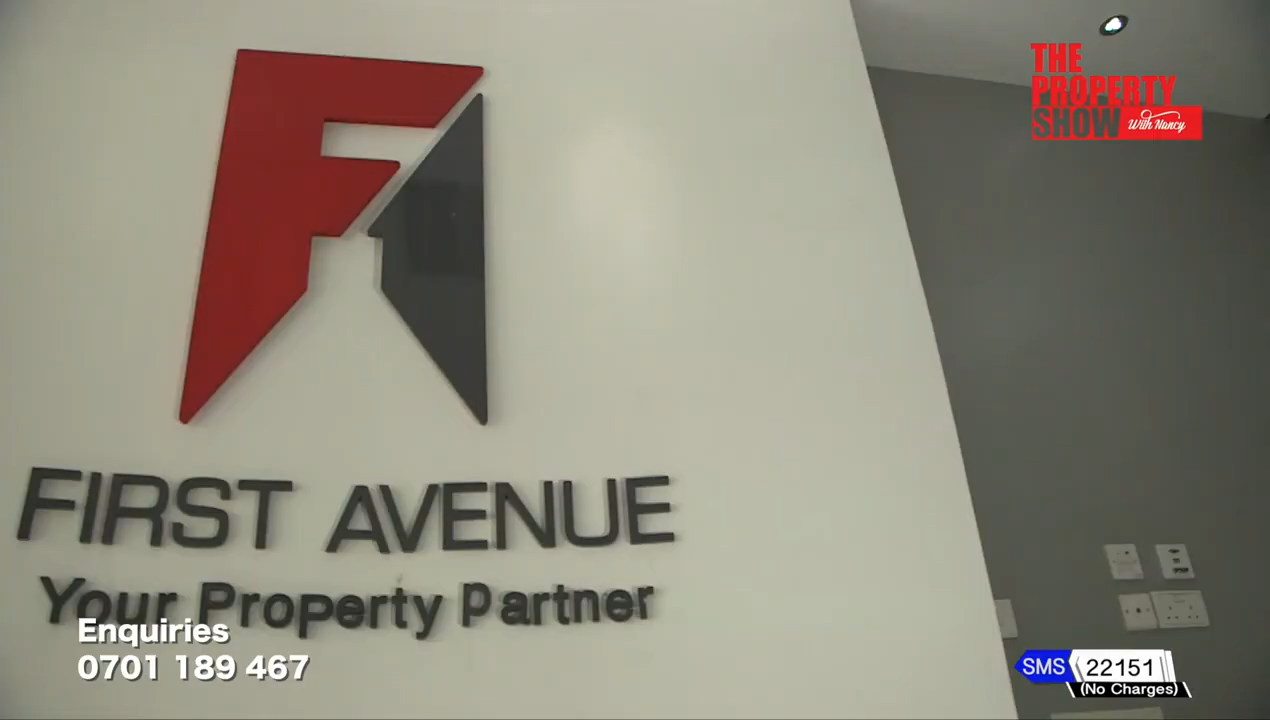 THE
PROPERTY
SHOW With Nancy
FIRST AVENUE
Your Property Partner
Enquiries
0701 189 467
SMS 22151
(No Charges)